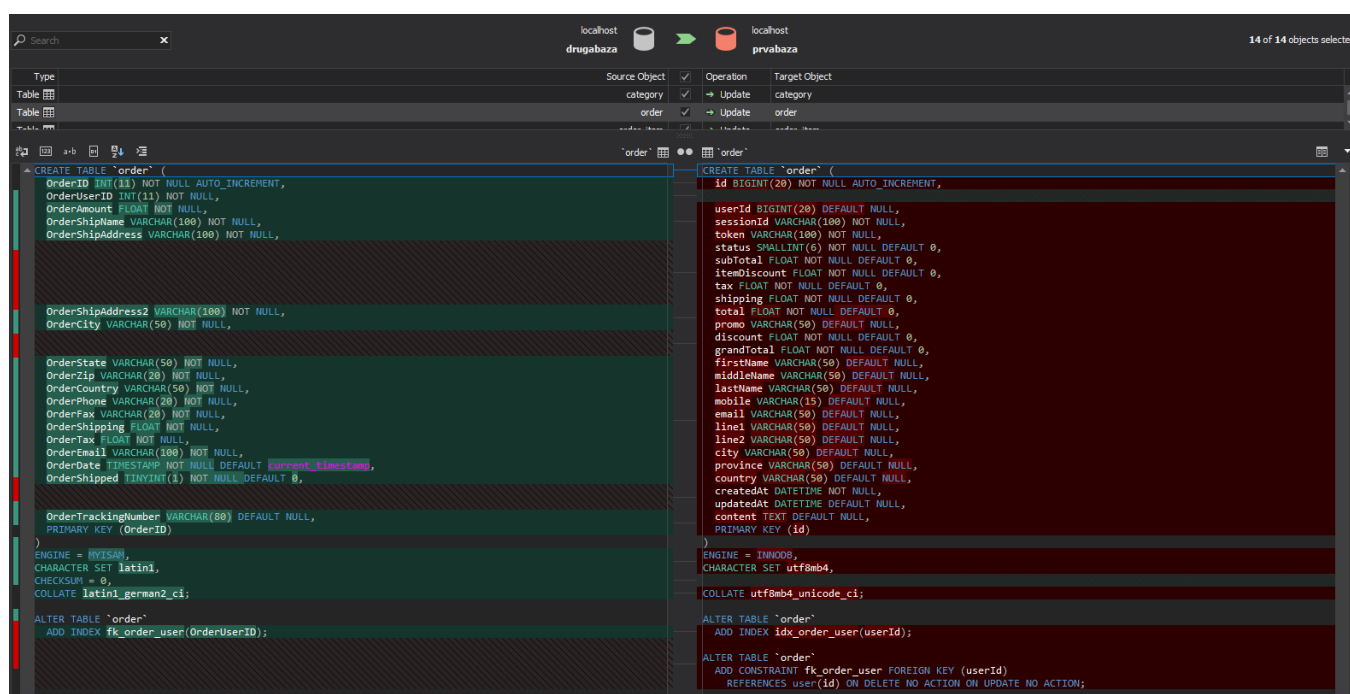 localhost
drugabaza
localhost
prvabaza
Search
x
14 of 14 objects selecte
Type
Source Object
Operation
Target Object
Table
category
Update
category
Table
order
Update
order
`order`
`order`
CREATE TABLE `order` (
OrderID INT(11) NOT NULL AUTO_INCREMENT,
OrderUserID INT(11) NOT NULL,
OrderAmount FLOAT NOT NULL,
OrderShipName VARCHAR(100) NOT NULL,
OrderShipAddress VARCHAR(100) NOT NULL,
OrderShipAddress2 VARCHAR(100) NOT NULL,
OrderCity VARCHAR(50) NOT NULL,
OrderState VARCHAR(50) NOT NULL,
OrderZip VARCHAR(20) NOT NULL,
OrderCountry VARCHAR(50) NOT NULL,
OrderPhone VARCHAR(20) NOT NULL,
OrderFax VARCHAR(20) NOT NULL,
OrderShipping FLOAT NOT NULL,
OrderTax FLOAT NOT NULL,
OrderEmail VARCHAR(100) NOT NULL,
OrderDate TIMESTAMP NOT NULL DEFAULT current_timestamp,
OrderShipped TINYINT(1) NOT NULL DEFAULT 0,
OrderTrackingNumber VARCHAR(80) DEFAULT NULL,
PRIMARY KEY (OrderID)
)
ENGINE = MYISAM,
CHARACTER SET latin1,
CHECKSUM = 0,
COLLATE latin1_german2_ci;
ALTER TABLE `order`
ADD INDEX fk_order_user(OrderUserID);
CREATE TABLE `order` (
id BIGINT(20) NOT NULL AUTO_INCREMENT,
userId BIGINT(20) DEFAULT NULL,
sessionId VARCHAR(100) NOT NULL,
token VARCHAR(100) NOT NULL,
status SMALLINT(6) NOT NULL DEFAULT 0,
subTotal FLOAT NOT NULL DEFAULT 0,
itemDiscount FLOAT NOT NULL DEFAULT 0,
tax FLOAT NOT NULL DEFAULT 0,
shipping FLOAT NOT NULL DEFAULT 0,
total FLOAT NOT NULL DEFAULT 0,
promo VARCHAR(50) DEFAULT NULL,
discount FLOAT NOT NULL DEFAULT 0,
grandTotal FLOAT NOT NULL DEFAULT 0,
firstName VARCHAR(50) DEFAULT NULL,
middleName VARCHAR(50) DEFAULT NULL,
lastName VARCHAR(50) DEFAULT NULL,
mobile VARCHAR(15) DEFAULT NULL,
email VARCHAR(50) DEFAULT NULL,
line1 VARCHAR(50) DEFAULT NULL,
line2 VARCHAR(50) DEFAULT NULL,
city VARCHAR(50) DEFAULT NULL,
province VARCHAR(50) DEFAULT NULL,
country VARCHAR(50) DEFAULT NULL,
createdAt DATETIME NOT NULL,
updatedAt DATETIME DEFAULT NULL,
content TEXT DEFAULT NULL,
PRIMARY KEY (id)
)
ENGINE = INNODB,
CHARACTER SET utf8mb4,
COLLATE utf8mb4_unicode_ci;
ALTER TABLE `order`
ADD INDEX idx_order_user(userId);
ALTER TABLE `order`
ADD CONSTRAINT fk_order_user FOREIGN KEY (userId)
REFERENCES user(id) ON DELETE NO ACTION ON UPDATE NO ACTION;